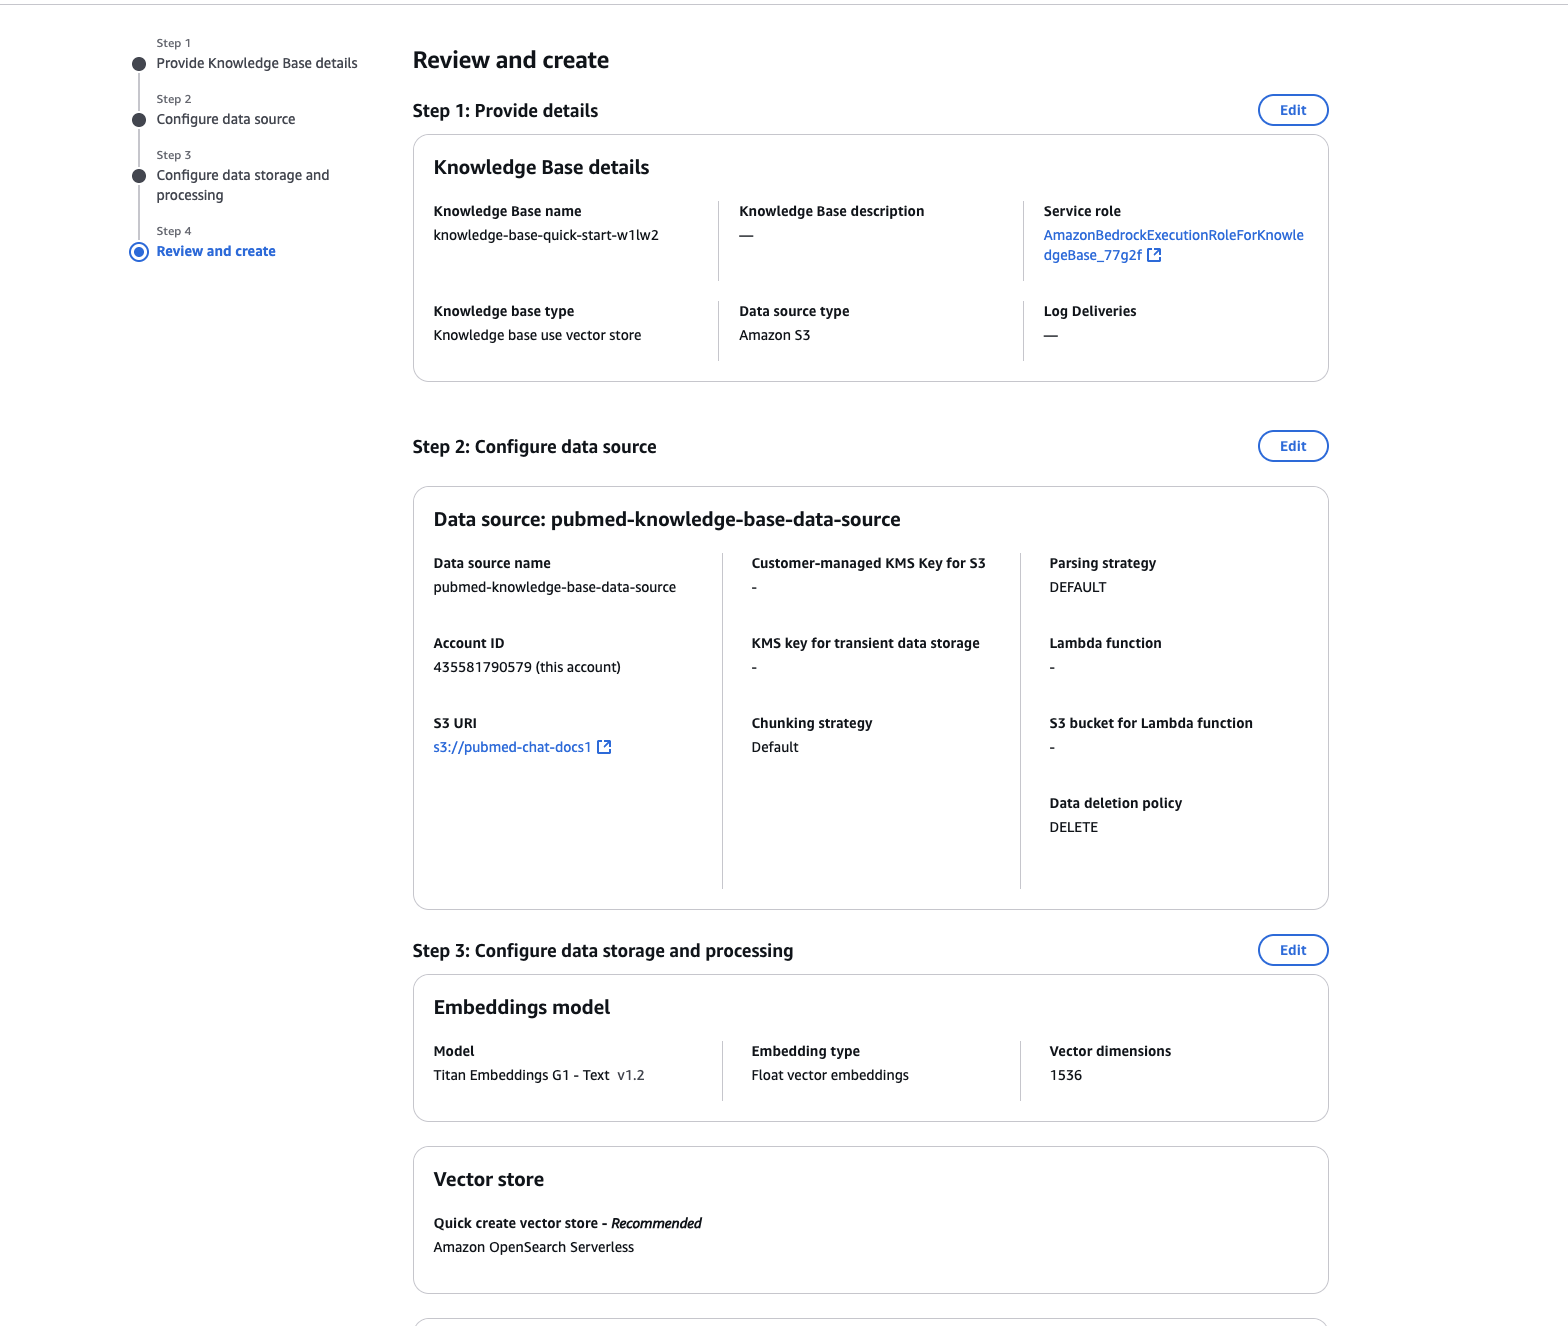 Step 1
Provide Knowledge Base details
Step 2
Configure data source
Step 3
Configure data storage and
processing
Step 4
Review and create
Review and create
Step 1: Provide details
Edit
Knowledge Base details
Knowledge Base name
knowledge-base-quick-start-w1lw2
Knowledge Base description
—
Service role
AmazonBedrockExecutionRoleForKnowle
dgeBase_77g2f
Knowledge base type
Knowledge base use vector store
Data source type
Amazon S3
Log Deliveries
—
Step 2: Configure data source
Edit
Data source: pubmed-knowledge-base-data-source
Data source name
pubmed-knowledge-base-data-source
Account ID
435581790579 (this account)
S3 URI
s3://pubmed-chat-docs1
Customer-managed KMS Key for S3
-
KMS key for transient data storage
-
Chunking strategy
Default
Parsing strategy
DEFAULT
Lambda function
-
S3 bucket for Lambda function
-
Data deletion policy
DELETE
Step 3: Configure data storage and processing
Edit
Embeddings model
Model
Titan Embeddings G1 - Text v1.2
Embedding type
Float vector embeddings
Vector dimensions
1536
Vector store
Quick create vector store - Recommended
Amazon OpenSearch Serverless